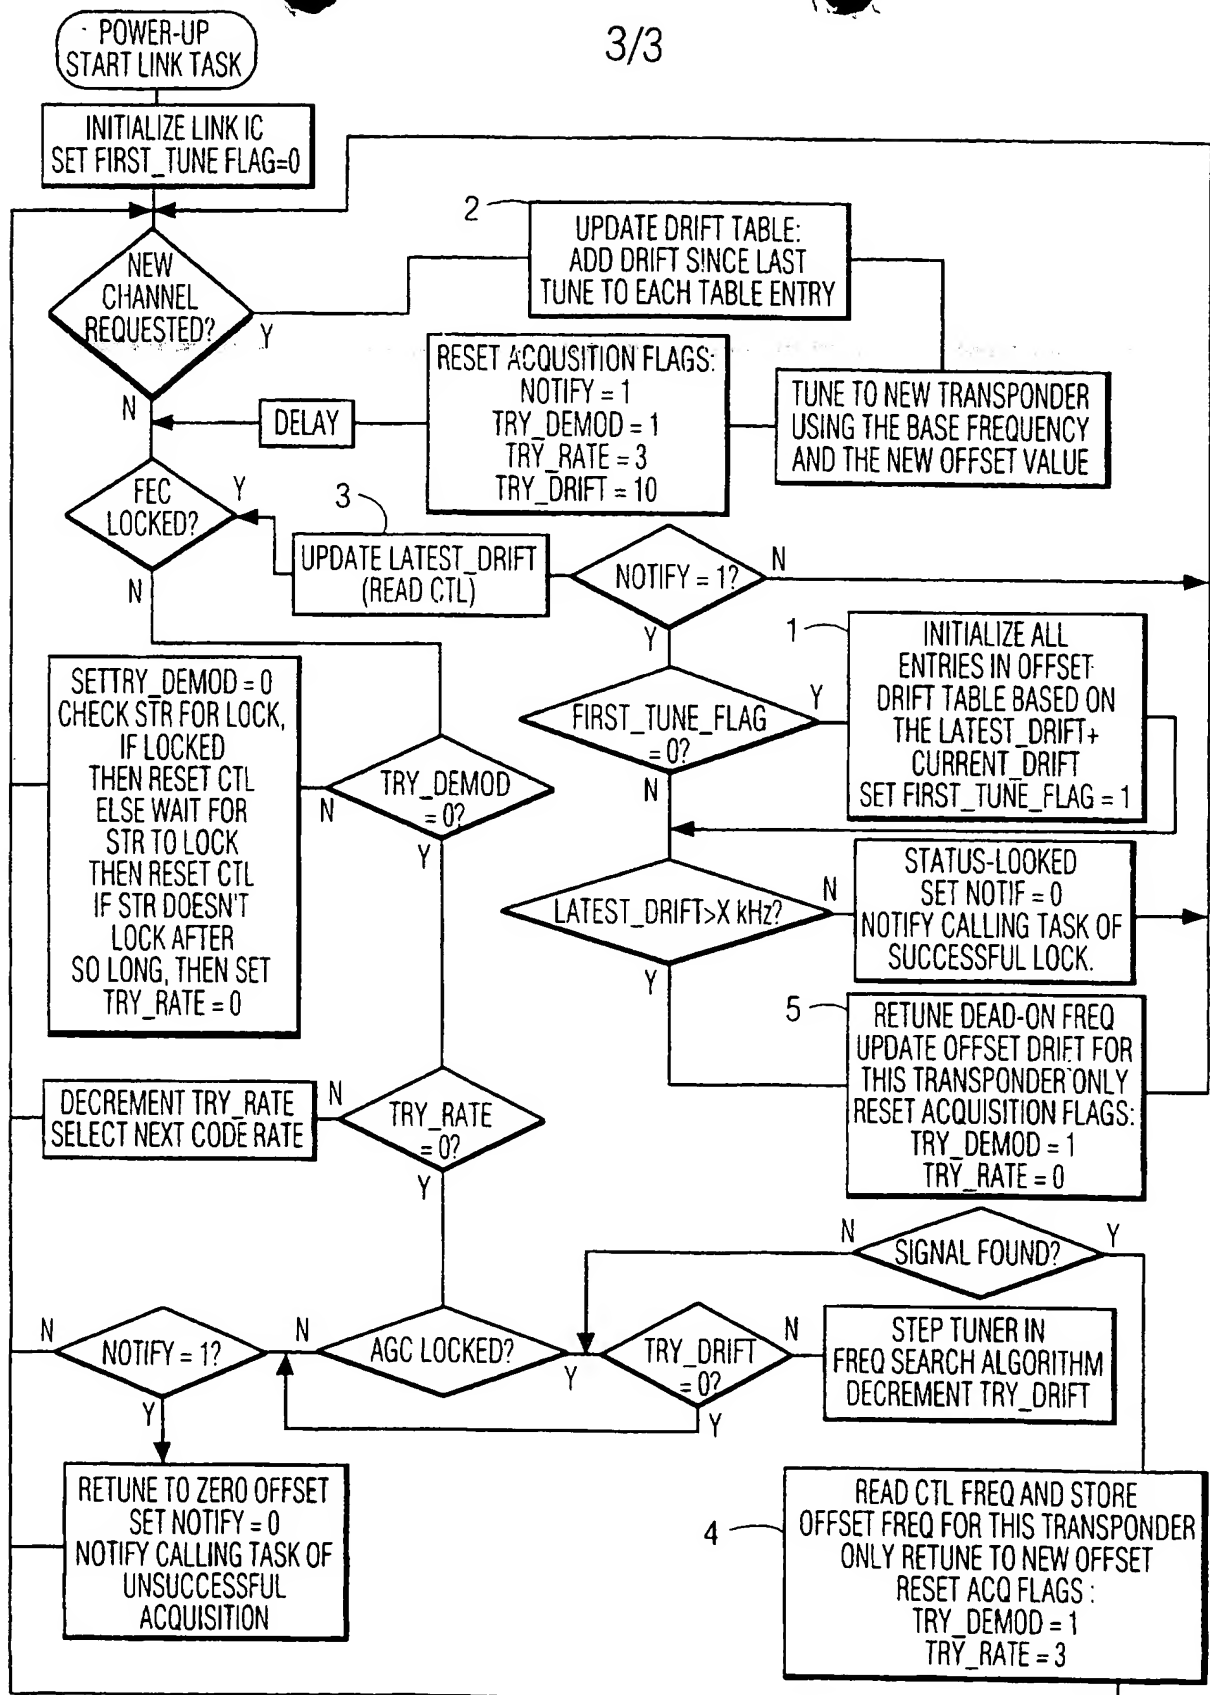 3/3
POWER-UP
START LINK TASK
INITIALIZE LINK IC
SET FIRST_TUNE FLAG=0
NEW
CHANNEL
REQUESTED?
Y
N
2
UPDATE DRIFT TABLE:
ADD DRIFT SINCE LAST
TUNE TO EACH TABLE ENTRY
TUNE TO NEW TRANSPONDER
USING THE BASE FREQUENCY
AND THE NEW OFFSET VALUE
RESET ACQUSITION FLAGS:
NOTIFY = 1
TRY_DEMOD = 1
TRY_RATE = 3
TRY_DRIFT = 10
DELAY
FEC
LOCKED?
Y
N
3
UPDATE LATEST_DRIFT
(READ CTL)
NOTIFY = 1?
N
Y
1
INITIALIZE ALL
ENTRIES IN OFFSET
DRIFT TABLE BASED ON
THE LATEST_DRIFT+
CURRENT_DRIFT
SET FIRST_TUNE_FLAG = 1
FIRST_TUNE_FLAG
= 0?
Y
N
SETTRY_DEMOD = 0
CHECK STR FOR LOCK,
IF LOCKED
THEN RESET CTL
ELSE WAIT FOR
STR TO LOCK
THEN RESET CTL
IF STR DOESN'T
LOCK AFTER
SO LONG, THEN SET
TRY_RATE = 0
TRY_DEMOD
= 0?
N
Y
LATEST_DRIFT>X kHz?
N
Y
STATUS-LOOKED
SET NOTIF = 0
NOTIFY CALLING TASK OF
SUCCESSFUL LOCK.
5
RETUNE DEAD-ON FREQ
UPDATE OFFSET DRIFT FOR
THIS TRANSPONDER ONLY
RESET ACQUISITION FLAGS:
TRY_DEMOD = 1
TRY_RATE = 0
DECREMENT TRY_RATE
SELECT NEXT CODE RATE
TRY_RATE
= 0?
N
Y
SIGNAL FOUND?
N
Y
NOTIFY = 1?
N
Y
AGC LOCKED?
N
Y
TRY_DRIFT
= 0?
N
Y
STEP TUNER IN
FREQ SEARCH ALGORITHM
DECREMENT TRY_DRIFT
RETUNE TO ZERO OFFSET
SET NOTIFY = 0
NOTIFY CALLING TASK OF
UNSUCCESSFUL
ACQUISITION
4
READ CTL FREQ AND STORE
OFFSET FREQ FOR THIS TRANSPONDER
ONLY RETUNE TO NEW OFFSET
RESET ACQ FLAGS :
TRY_DEMOD = 1
TRY_RATE = 3